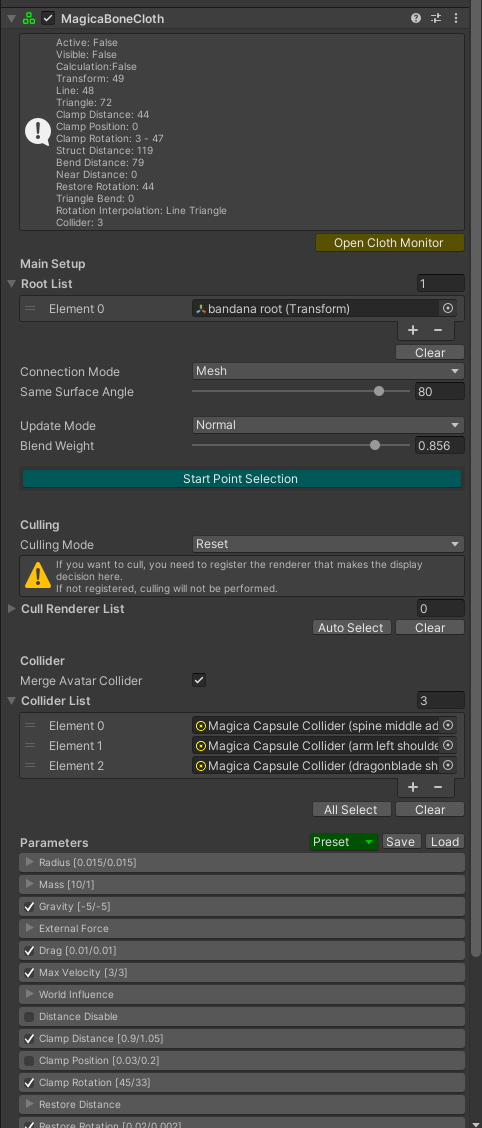 MagicaBoneCloth
Active: False
Visible: False
Calculation:False
Transform: 49
Line: 48
Triangle: 72
Clamp Distance: 44
Clamp Position: 0
Clamp Rotation: 3 - 47
Struct Distance: 119
Bend Distance: 79
Near Distance: 0
Restore Rotation: 44
Triangle Bend: 0
Rotation Interpolation: Line Triangle
Collider: 3
Open Cloth Monitor
Main Setup
Root List 1
Element 0 bandana root (Transform)
Clear
Connection Mode Mesh
Same Surface Angle 80
Update Mode Normal
Blend Weight 0.856
Start Point Selection
Culling
Culling Mode Reset
If you want to cull, you need to register the renderer that makes the display
decision here.
If not registered, culling will not be performed.
Cull Renderer List 0
Auto Select Clear
Collider
Merge Avatar Collider
Collider List 3
Element 0 Magica Capsule Collider (spine middle ad
Element 1 Magica Capsule Collider (arm left shoulde
Element 2 Magica Capsule Collider (dragonblade sh
All Select Clear
Parameters Preset Save Load
Radius [0.015/0.015]
Mass [10/1]
Gravity [-5/-5]
External Force
Drag [0.01/0.01]
Max Velocity [3/3]
World Influence
Distance Disable
Clamp Distance [0.9/1.05]
Clamp Position [0.03/0.2]
Clamp Rotation [45/33]
Restore Distance
Restore Rotation [0.02/0.002]